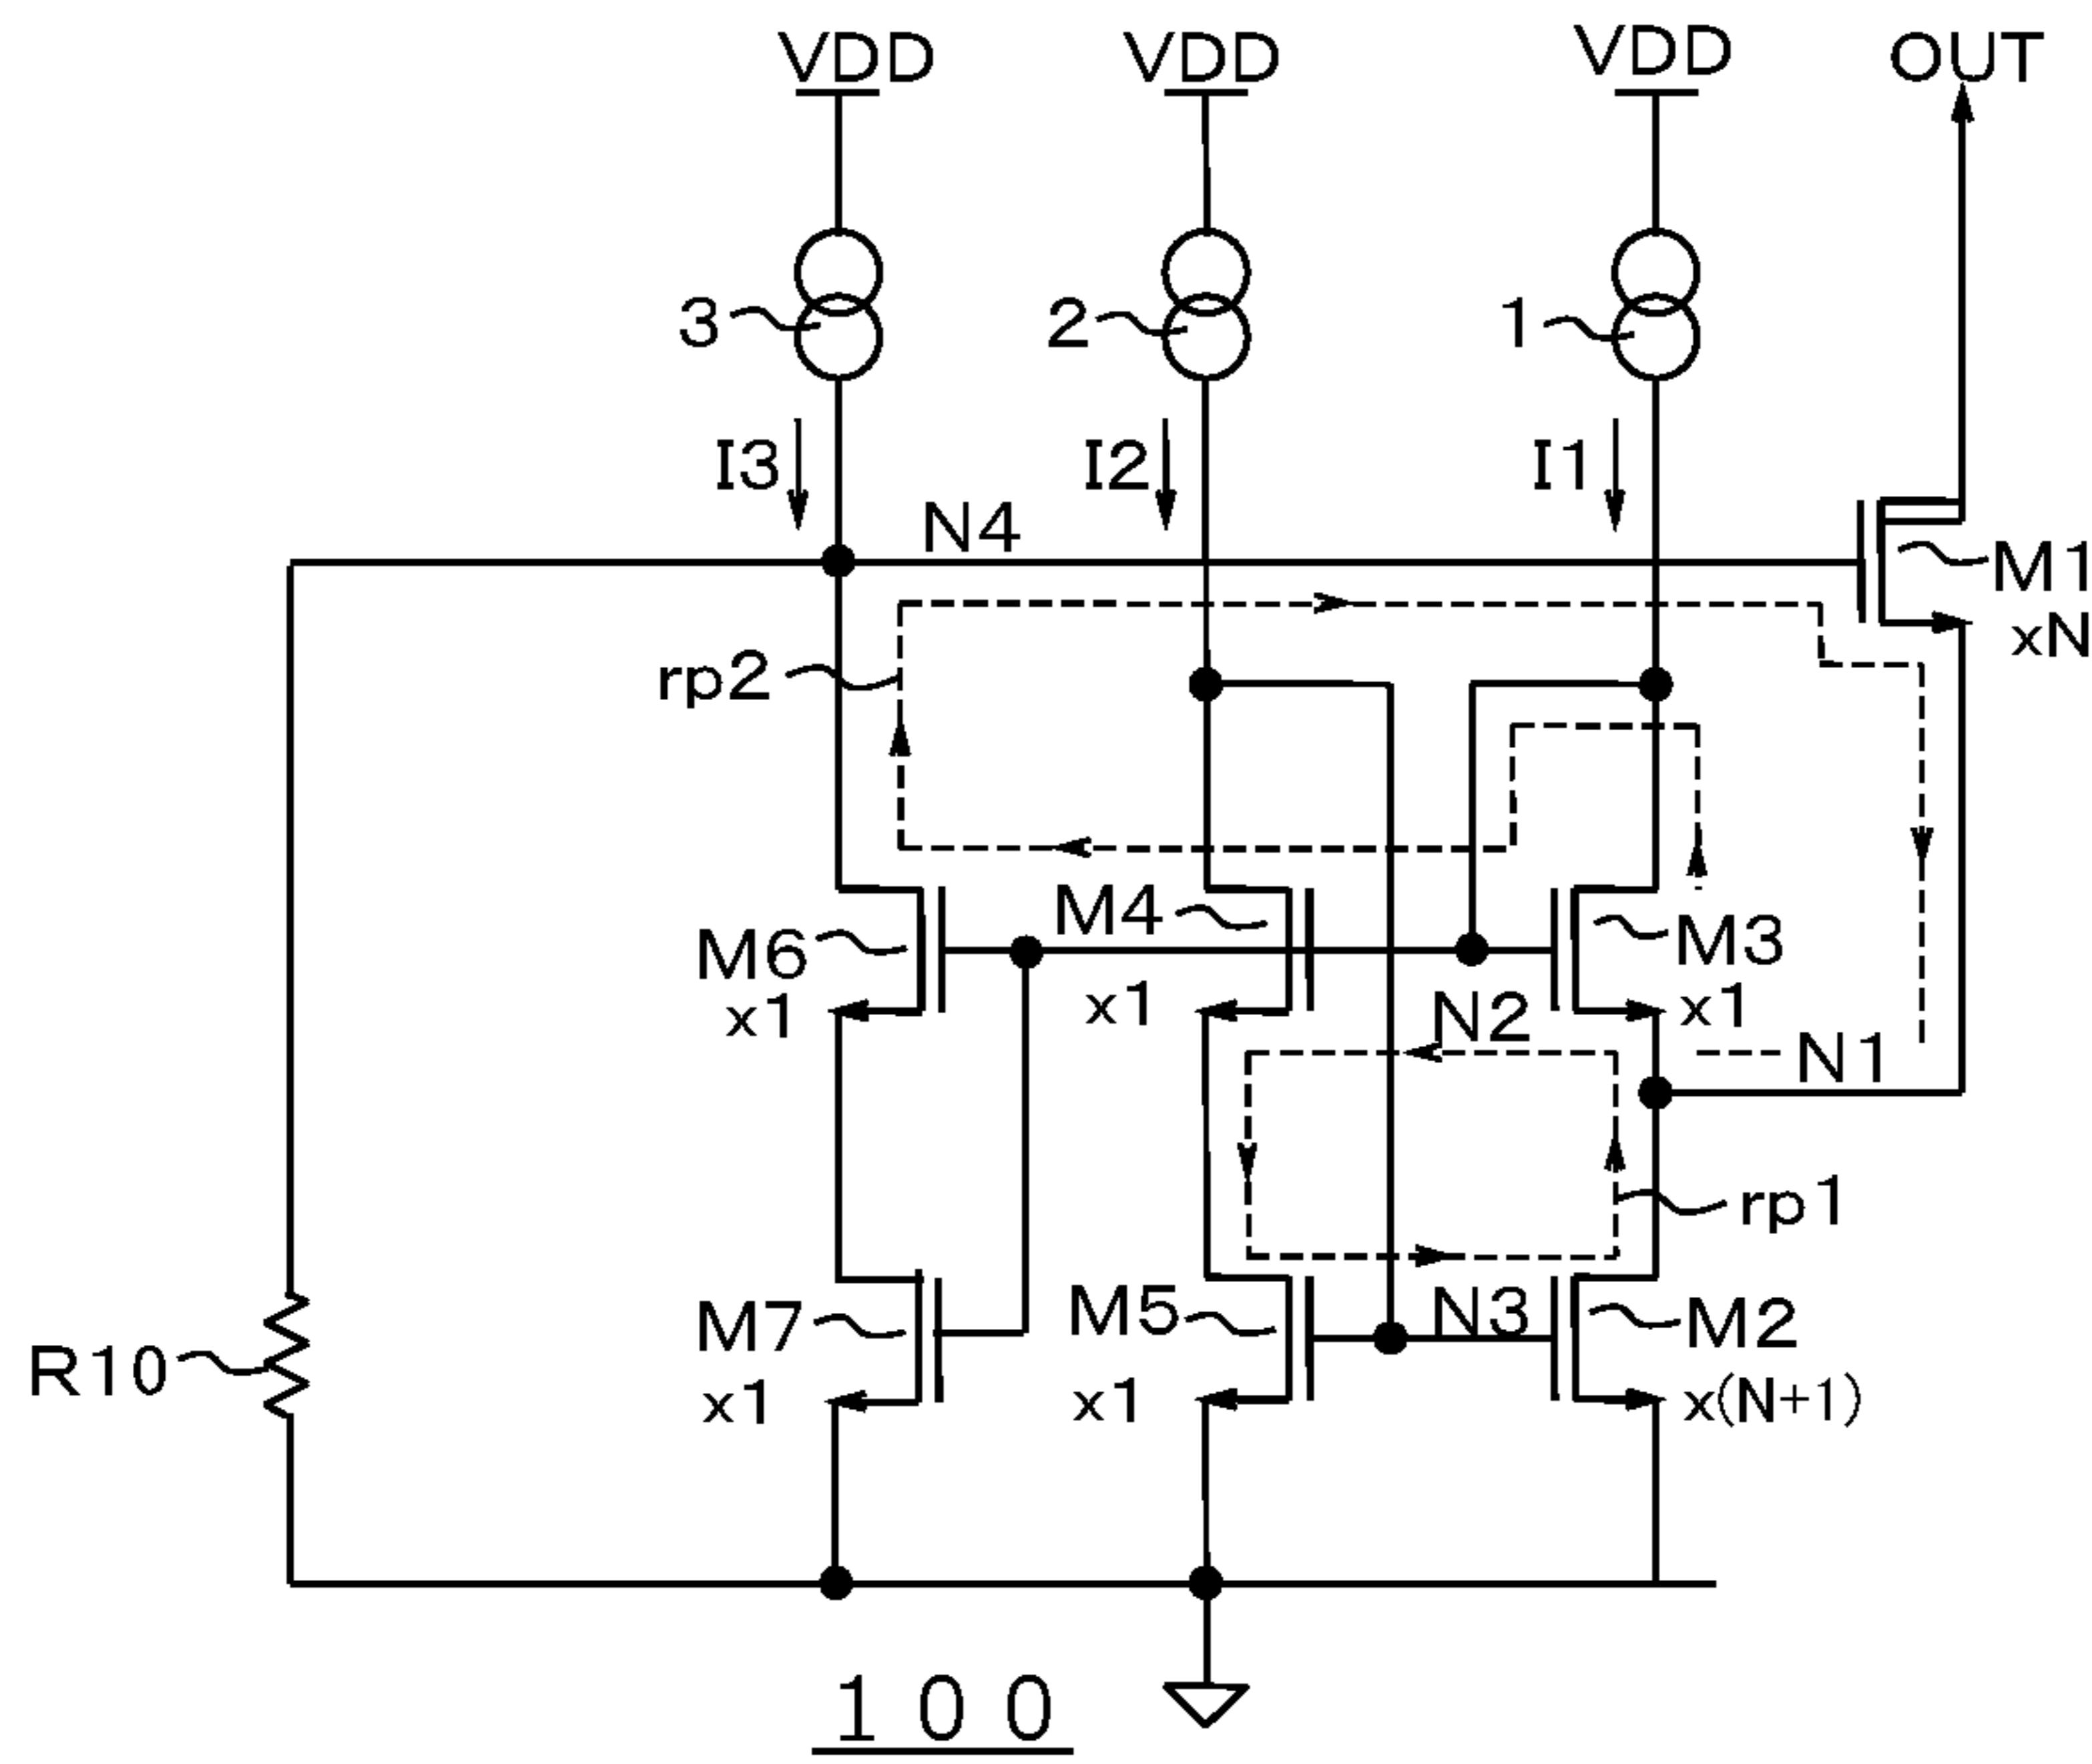 VDD VDD VDD OUT
3 2 1
I3 I2 I1
N4
M1
xN
rp2
M4
M6 M3
x1 x1 x1
N2
N1
rp1
M7 M5 N3 M2
R10
x1 x1 x(N+1)
100